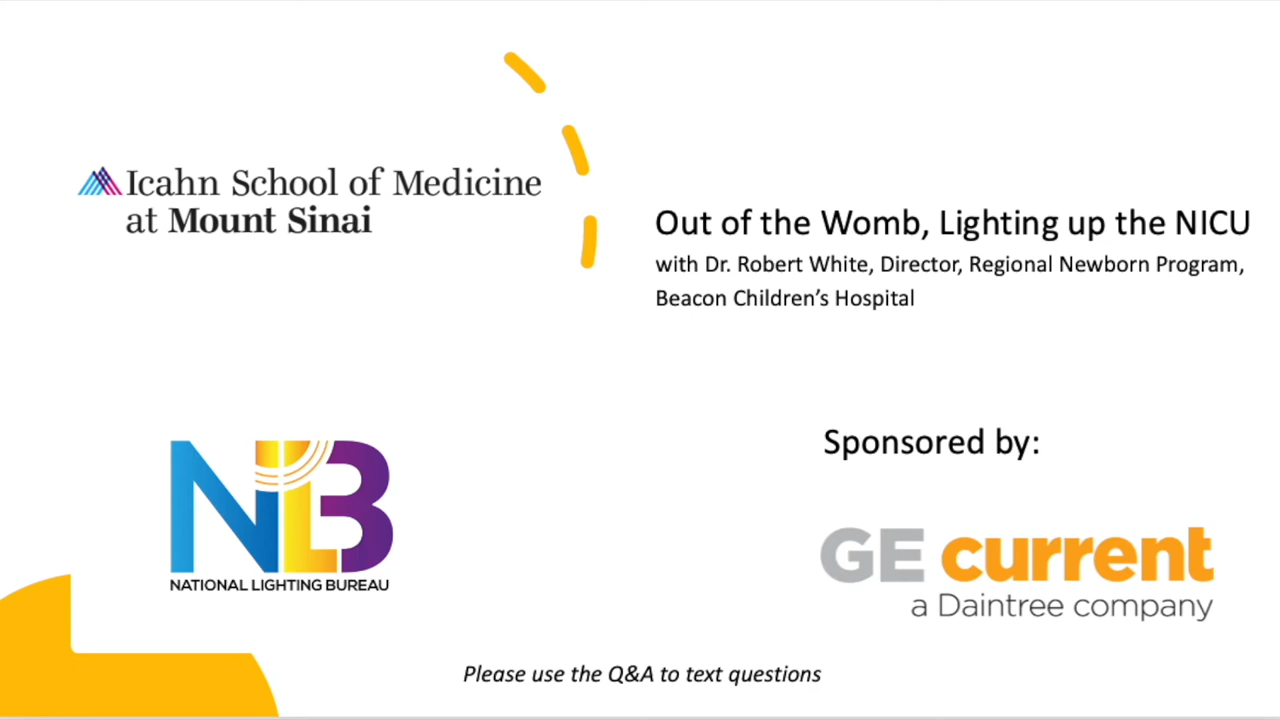 Icahn School of Medicine
at Mount Sinai
Out of the Womb, Lighting up the NICU
with Dr. Robert White, Director, Regional Newborn Program,
Beacon Children’s Hospital
NLB
NATIONAL LIGHTING BUREAU
Sponsored by:
GE current
a Daintree company
Please use the Q&A to text questions